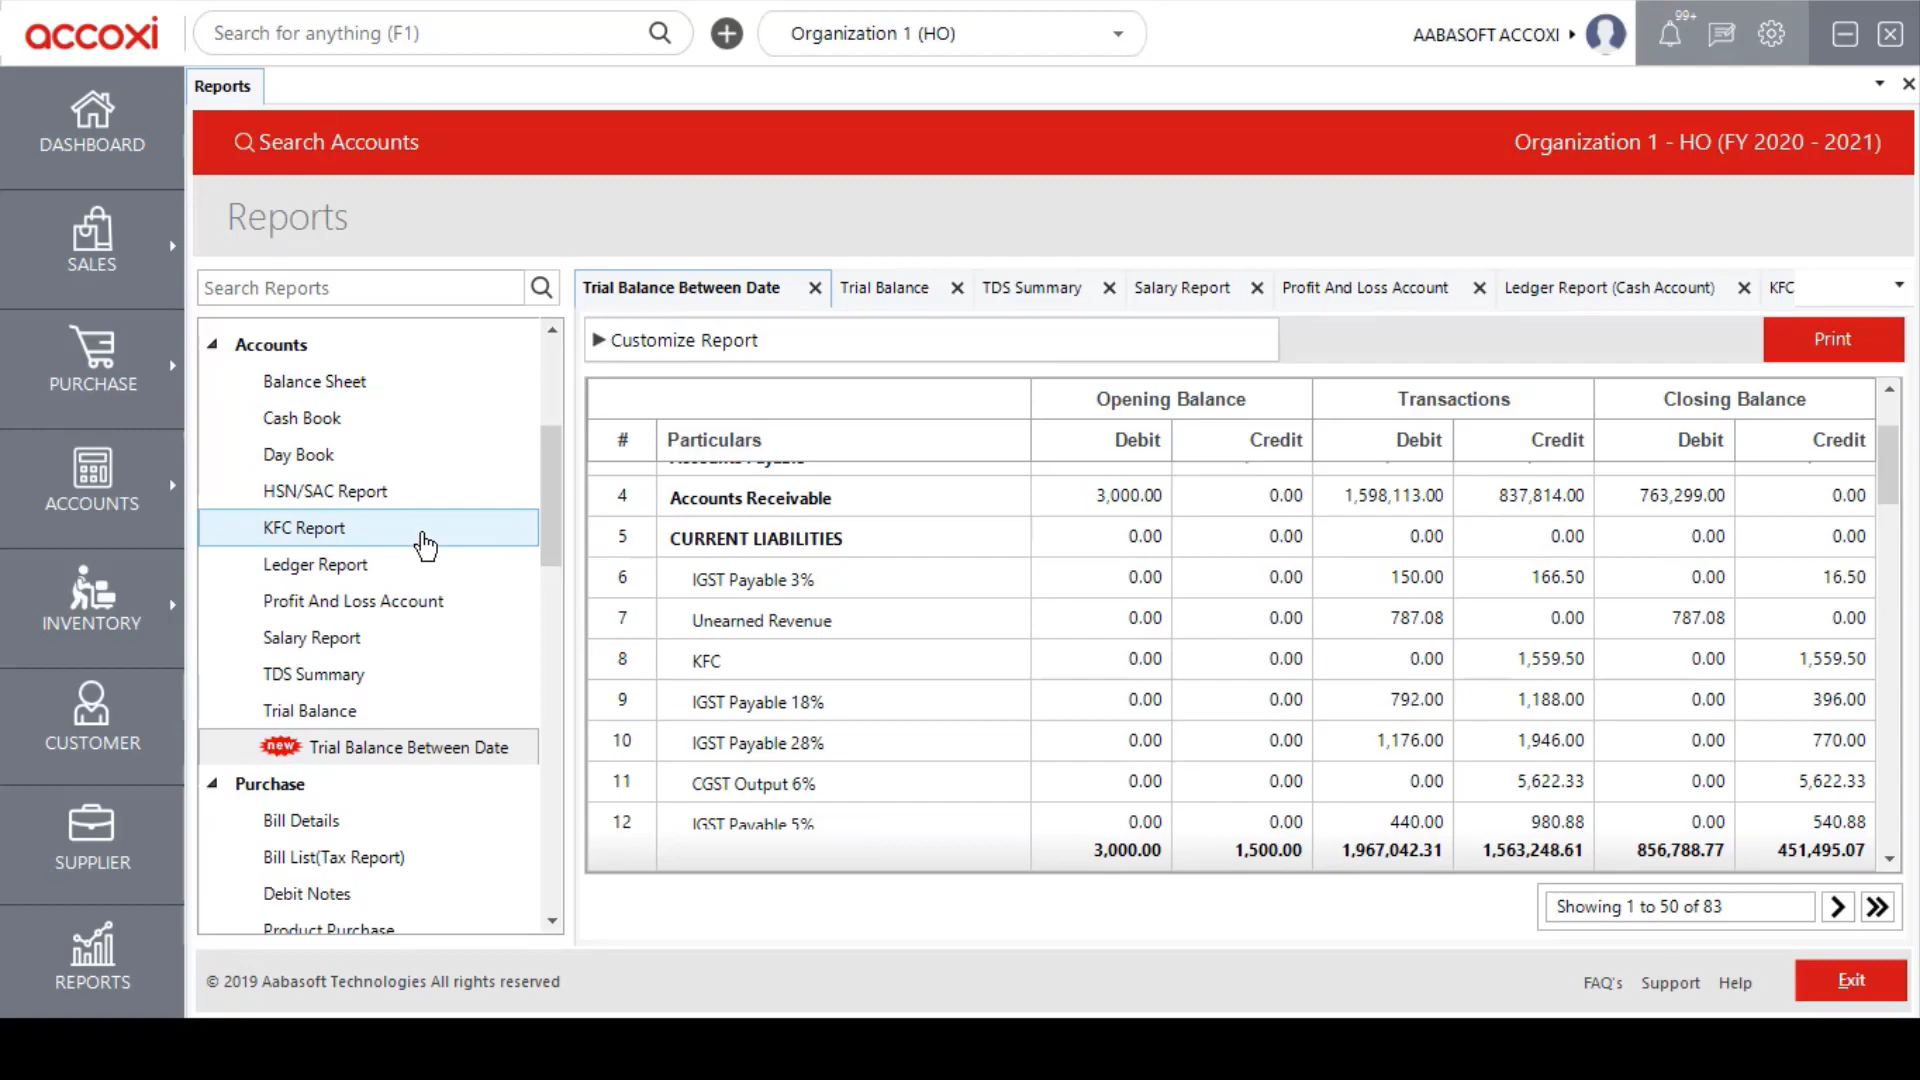 accoxi
Search for anything (F1)
Organization 1 (HO)
AABASOFT ACCOXI
99+
Reports
Search Accounts
Organization 1 - HO (FY 2020 - 2021)
Reports
DASHBOARD
SALES
PURCHASE
ACCOUNTS
INVENTORY
CUSTOMER
SUPPLIER
REPORTS
Search Reports
Accounts
Balance Sheet
Cash Book
Day Book
HSN/SAC Report
KFC Report
Ledger Report
Profit And Loss Account
Salary Report
TDS Summary
Trial Balance
new Trial Balance Between Date
Purchase
Bill Details
Bill List(Tax Report)
Debit Notes
Product Purchase
Trial Balance Between Date Trial Balance TDS Summary Salary Report Profit And Loss Account Ledger Report (Cash Account) KFC
Customize Report
Print
Opening Balance Transactions Closing Balance
# Particulars Debit Credit Debit Credit Debit Credit
Accounts Payable
4 Accounts Receivable 3,000.00 0.00 1,598,113.00 837,814.00 763,299.00 0.00
5 CURRENT LIABILITIES 0.00 0.00 0.00 0.00 0.00 0.00
6 IGST Payable 3% 0.00 0.00 150.00 166.50 0.00 16.50
7 Unearned Revenue 0.00 0.00 787.08 0.00 787.08 0.00
8 KFC 0.00 0.00 0.00 1,559.50 0.00 1,559.50
9 IGST Payable 18% 0.00 0.00 792.00 1,188.00 0.00 396.00
10 IGST Payable 28% 0.00 0.00 1,176.00 1,946.00 0.00 770.00
11 CGST Output 6% 0.00 0.00 0.00 5,622.33 0.00 5,622.33
12 IGST Payable 5% 0.00 0.00 440.00 980.88 0.00 540.88
3,000.00 1,500.00 1,967,042.31 1,563,248.61 856,788.77 451,495.07
Showing 1 to 50 of 83
© 2019 Aabasoft Technologies All rights reserved
FAQ's Support Help
Exit